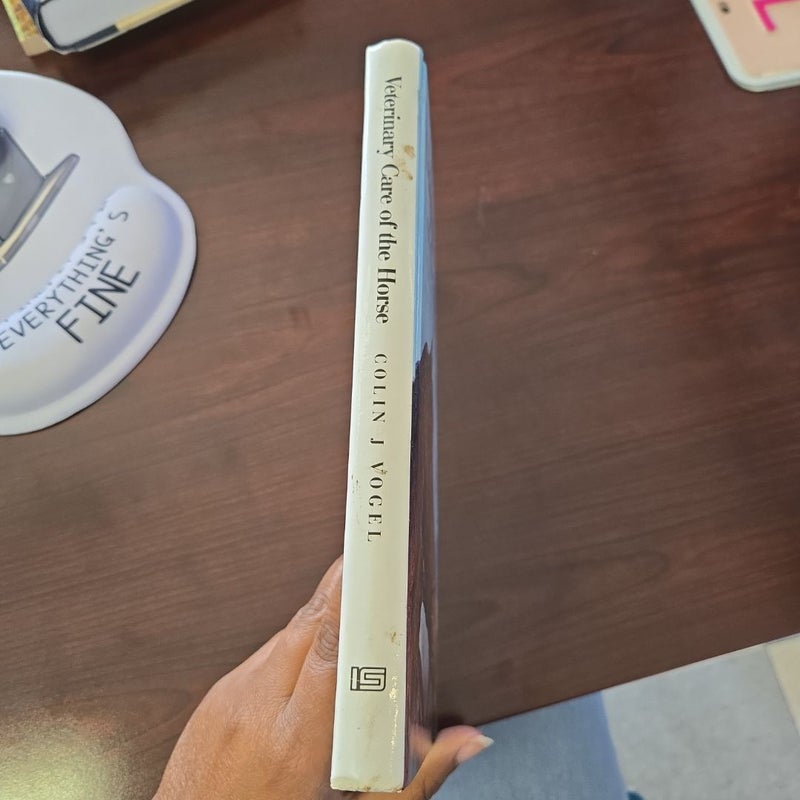 Veterinary Care of the Horse COLIN J VOGEL
EVERYTHING'S
FINE